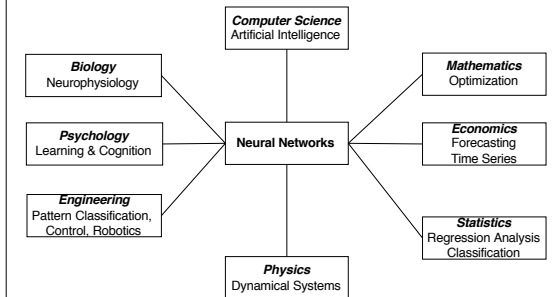 Computer Science
Artificial Intelligence
Biology
Neurophysiology
Mathematics
Optimization
Psychology
Learning & Cognition
Neural Networks
Economics
Forecasting
Time Series
Engineering
Pattern Classification,
Control, Robotics
Statistics
Regression Analysis
Classification
Physics
Dynamical Systems